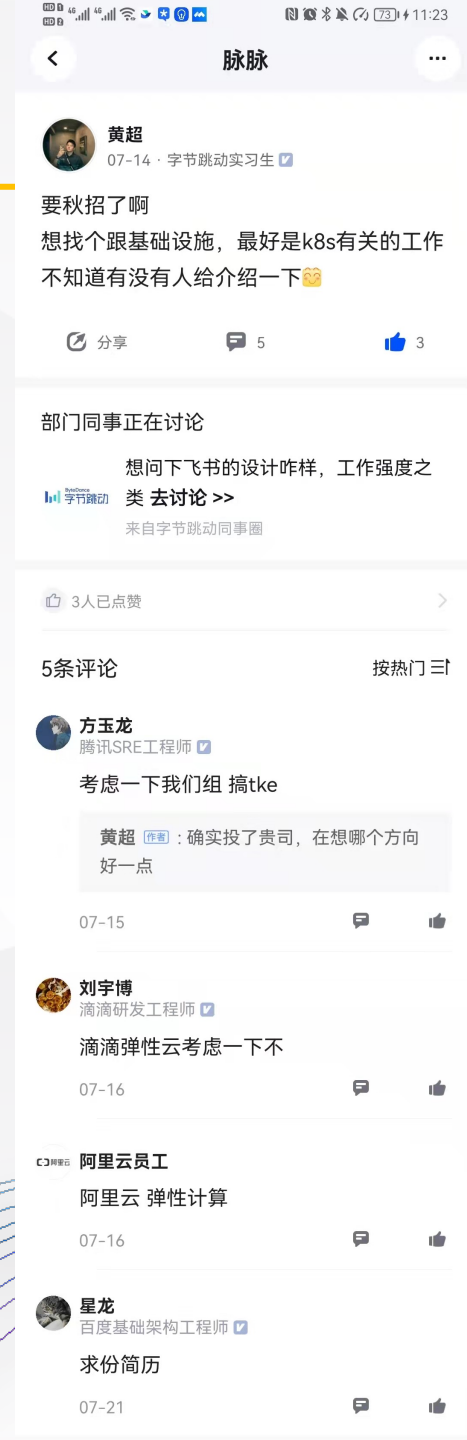 HD 1 4G 4G 73 11:23
HD 2
脉脉
黄超
07-14 · 字节跳动实习生
要秋招了啊
想找个跟基础设施，最好是k8s有关的工作
不知道有没有人给介绍一下
分享 5 3
部门同事正在讨论
想问下飞书的设计咋样，工作强度之
类 去讨论 >>
ByteDance
字节跳动
来自字节跳动同事圈
3人已点赞
5条评论 按热门
方玉龙
腾讯SRE工程师
考虑一下我们组 搞tke
黄超 作者 : 确实投了贵司，在想哪个方向
好一点
07-15
刘宇博
滴滴研发工程师
滴滴弹性云考虑一下不
07-16
阿里云 阿里云员工
阿里云 弹性计算
07-16
星龙
百度基础架构工程师
求份简历
07-21